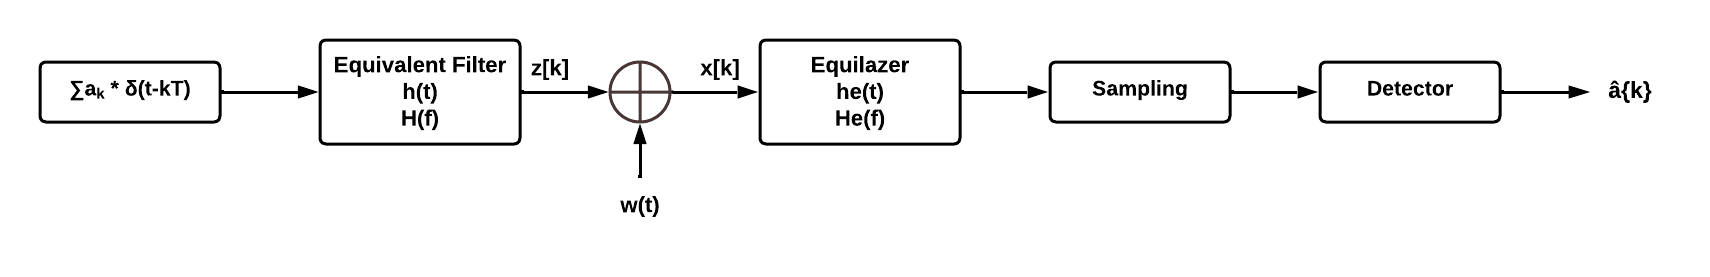 ∑aₖ * δ(t-kT)
Equivalent Filter
h(t)
H(f)
z[k]
x[k]
w(t)
Equilazer
he(t)
He(f)
Sampling
Detector
â{k}